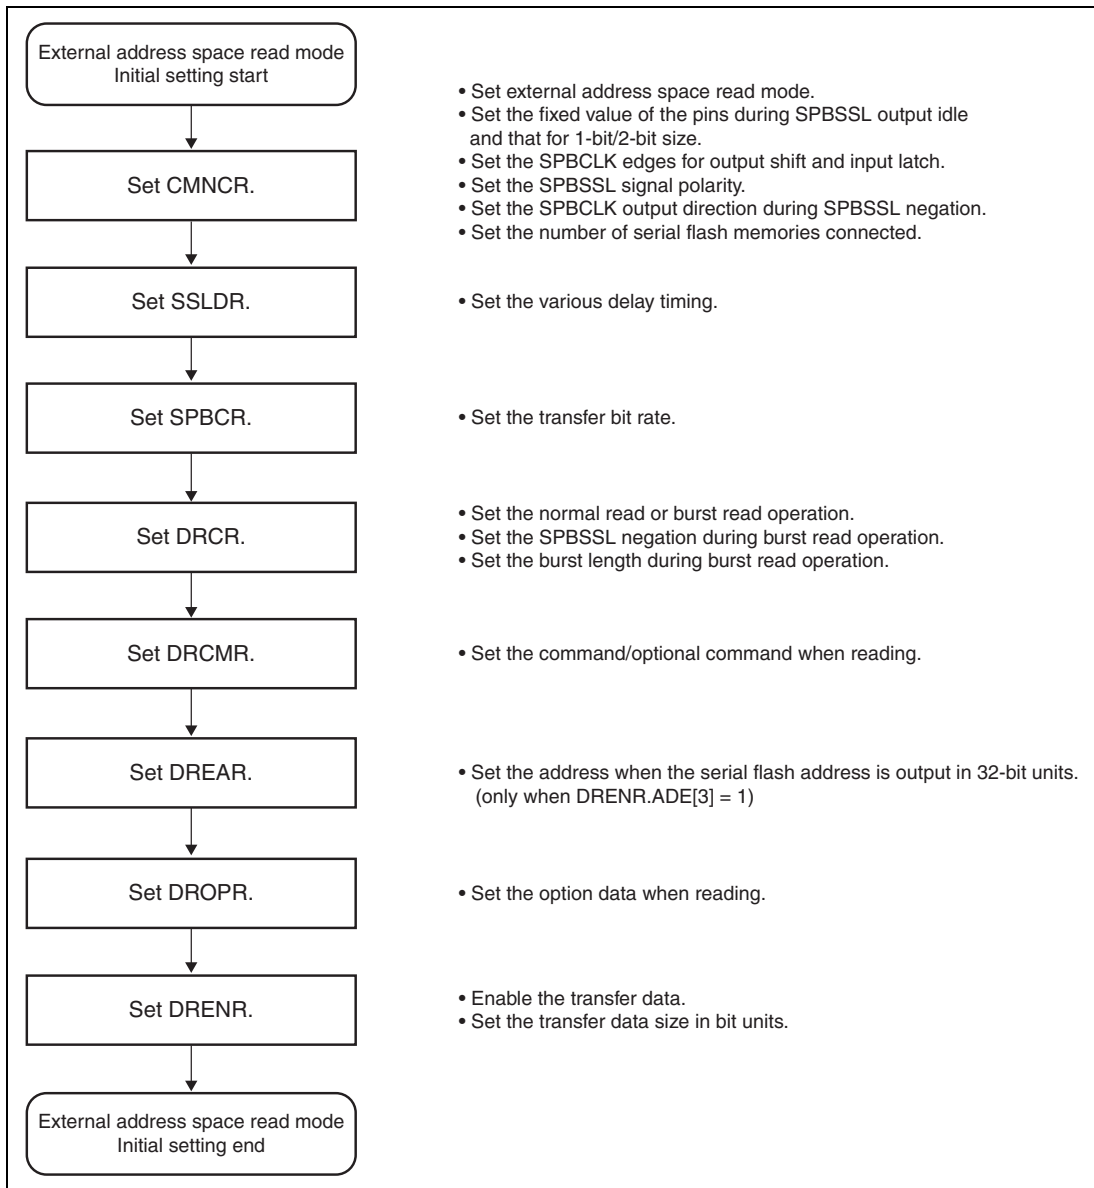 External address space read mode
Initial setting start
• Set external address space read mode.
• Set the fixed value of the pins during SPBSSL output idle
and that for 1-bit/2-bit size.
• Set the SPBCLK edges for output shift and input latch.
• Set the SPBSSL signal polarity.
• Set the SPBCLK output direction during SPBSSL negation.
• Set the number of serial flash memories connected.
Set CMNCR.
Set SSLDR.
• Set the various delay timing.
Set SPBCR.
• Set the transfer bit rate.
Set DRCR.
• Set the normal read or burst read operation.
• Set the SPBSSL negation during burst read operation.
• Set the burst length during burst read operation.
Set DRCMR.
• Set the command/optional command when reading.
Set DREAR.
• Set the address when the serial flash address is output in 32-bit units.
(only when DRENR.ADE[3] = 1)
Set DROPR.
• Set the option data when reading.
Set DRENR.
• Enable the transfer data.
• Set the transfer data size in bit units.
External address space read mode
Initial setting end